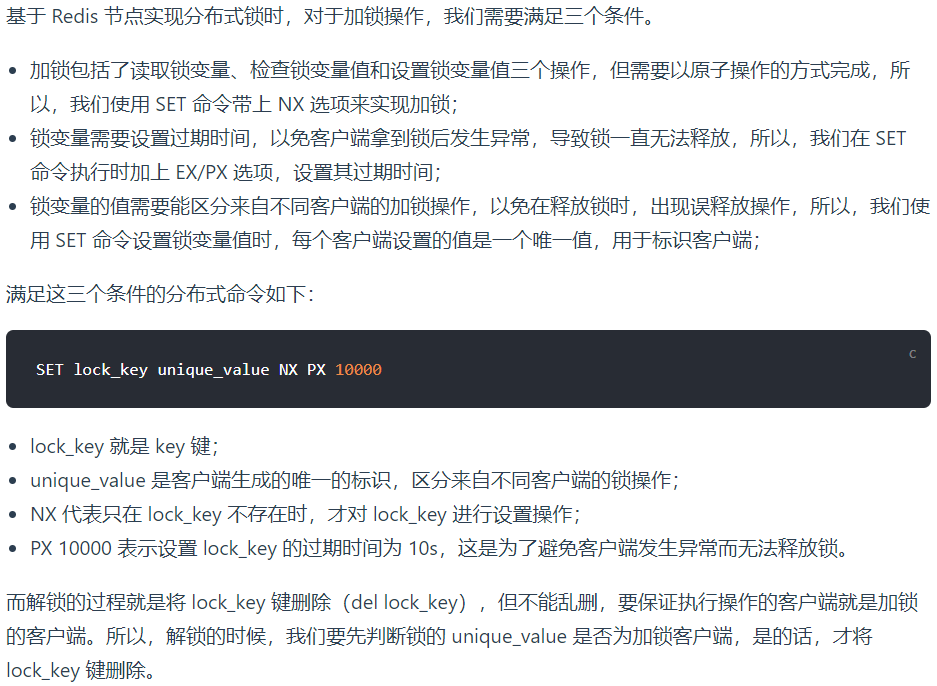 基于 Redis 节点实现分布式锁时，对于加锁操作，我们需要满足三个条件。
• 加锁包括了读取锁变量、检查锁变量值和设置锁变量值三个操作，但需要以原子操作的方式完成，所
以，我们使用 SET 命令带上 NX 选项来实现加锁；
• 锁变量需要设置过期时间，以免客户端拿到锁后发生异常，导致锁一直无法释放，所以，我们在 SET
命令执行时加上 EX/PX 选项，设置其过期时间；
• 锁变量的值需要能区分来自不同客户端的加锁操作，以免在释放锁时，出现误释放操作，所以，我们使
用 SET 命令设置锁变量值时，每个客户端设置的值是一个唯一值，用于标识客户端；
满足这三个条件的分布式命令如下：
c
SET lock_key unique_value NX PX 10000
• lock_key 就是 key 键；
• unique_value 是客户端生成的唯一的标识，区分来自不同客户端的锁操作；
• NX 代表只在 lock_key 不存在时，才对 lock_key 进行设置操作；
• PX 10000 表示设置 lock_key 的过期时间为 10s，这是为了避免客户端发生异常而无法释放锁。
而解锁的过程就是将 lock_key 键删除（del lock_key），但不能乱删，要保证执行操作的客户端就是加锁
的客户端。所以，解锁的时候，我们要先判断锁的 unique_value 是否为加锁客户端，是的话，才将
lock_key 键删除。